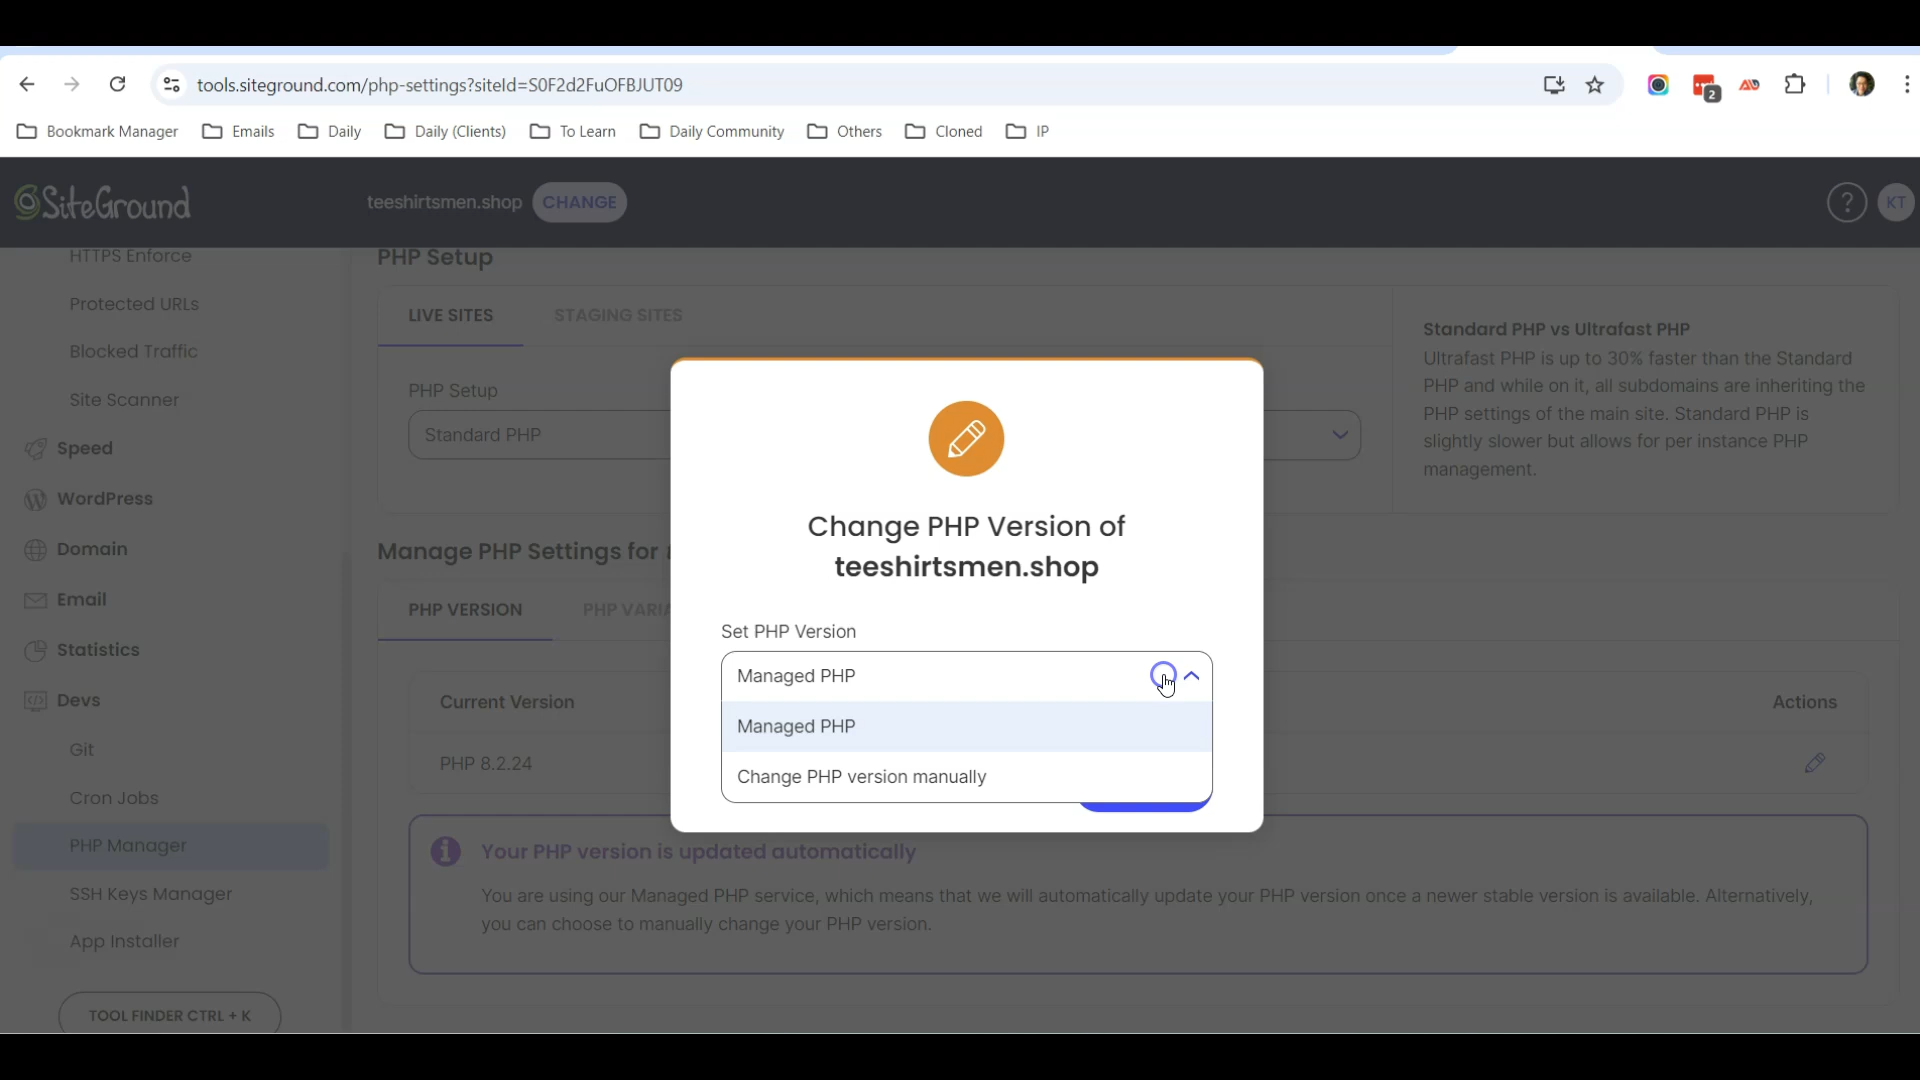 tools.siteground.com/php-settings?siteId=S0F2d2FuOFBJUT09
2
Bookmark Manager
Emails
Daily
Daily (Clients)
To Learn
Daily Community
Others
Cloned
IP
SiteGround
teeshirtsmen.shop
CHANGE
?
KT
HTTPS Enforce
Protected URLs
Blocked Traffic
Site Scanner
Speed
WordPress
Domain
Email
Statistics
Devs
Git
Cron Jobs
PHP Manager
SSH Keys Manager
App Installer
TOOL FINDER CTRL + K
PHP Setup
LIVE SITES
STAGING SITES
PHP Setup
Standard PHP
Standard PHP vs Ultrafast PHP
Ultrafast PHP is up to 30% faster than the Standard
PHP and while on it, all subdomains are inheriting the
PHP settings of the main site. Standard PHP is
slightly slower but allows for per instance PHP
management.
Manage PHP Settings for
PHP VERSION
PHP VARIA
Current Version
Actions
PHP 8.2.24
Change PHP Version of
teeshirtsmen.shop
Set PHP Version
Managed PHP
Managed PHP
Change PHP version manually
Your PHP version is updated automatically
You are using our Managed PHP service, which means that we will automatically update your PHP version once a newer stable version is available. Alternatively,
you can choose to manually change your PHP version.